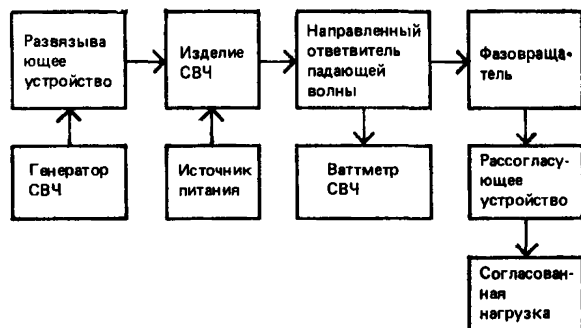 Развязыва
ющее
устройство
Изделие
СВЧ
Направленный
ответвитель
падающей
волны
Фазовраща-
тель
Генератор
СВЧ
Источник
питания
Ваттметр
СВЧ
Рассогласу-
ющее
устройство
Согласован-
ная
нагрузка